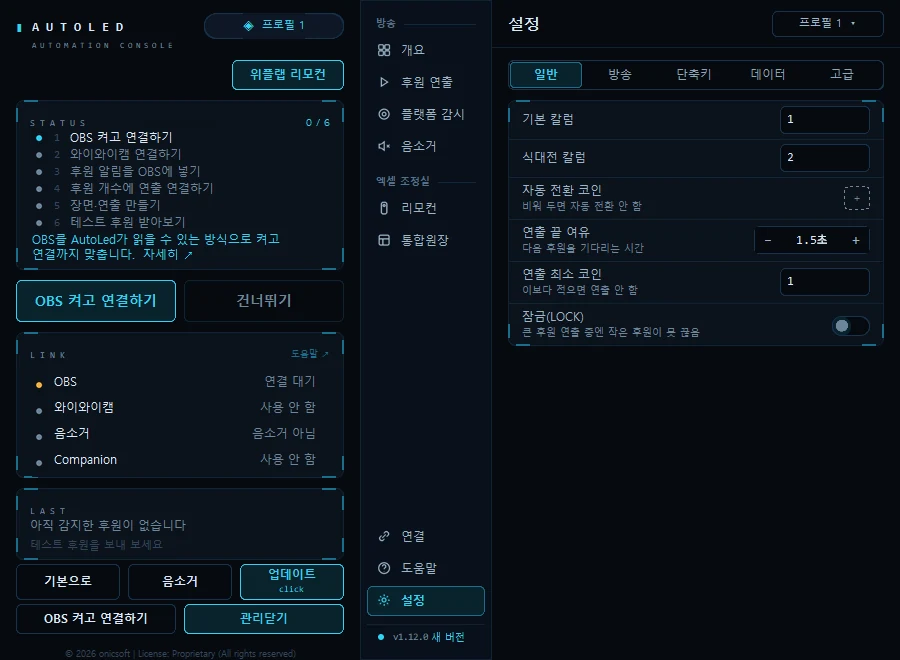 AUTOLED
AUTOMATION CONSOLE
프로필 1
위플랩 리모컨
STATUS
0 / 6
1 OBS 켜고 연결하기
2 와이와이캠 연결하기
3 후원 알림을 OBS에 넣기
4 후원 개수에 연출 연결하기
5 장면·연출 만들기
6 테스트 후원 받아보기
OBS를 AutoLed가 읽을 수 있는 방식으로 켜고
연결까지 맞춥니다. 자세히 ↗
OBS 켜고 연결하기
건너뛰기
LINK
도움말 ↗
OBS 연결 대기
와이와이캠 사용 안 함
음소거 음소거 아님
Companion 사용 안 함
LAST
아직 감지한 후원이 없습니다
테스트 후원을 보내 보세요
기본으로
음소거
업데이트
click
OBS 켜고 연결하기
관리닫기
© 2026 onicsoft | License: Proprietary (All rights reserved)
방송
개요
후원 연출
플랫폼 감시
음소거
엑셀 조정실
리모컨
통합원장
연결
도움말
설정
v1.12.0 새 버전
설정
프로필 1
일반
방송
단축키
데이터
고급
기본 칼럼
1
식대전 칼럼
2
자동 전환 코인
비워 두면 자동 전환 안 함
+
연출 끝 여유
다음 후원을 기다리는 시간
− 1.5초 +
연출 최소 코인
이보다 적으면 연출 안 함
1
잠금(LOCK)
큰 후원 연출 중엔 작은 후원이 못 끊음